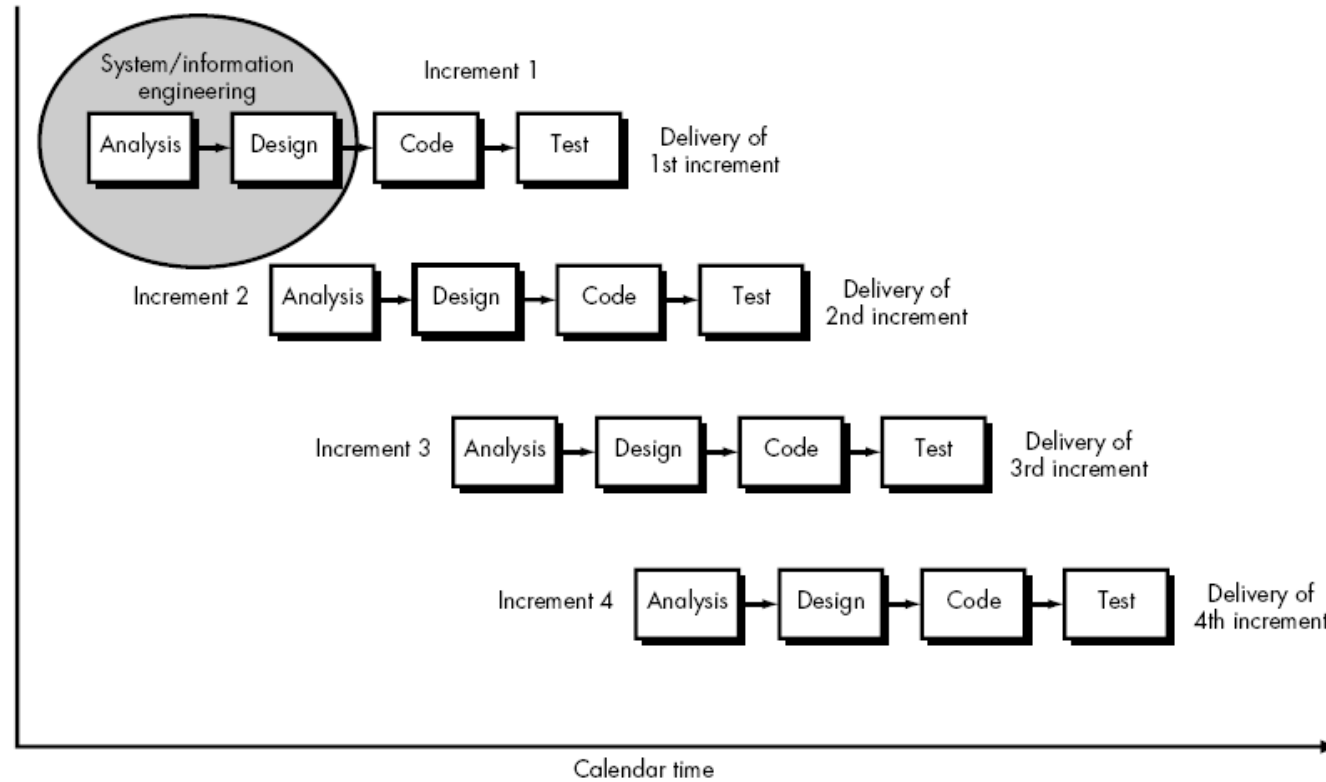 System/information
engineering
Increment 1
Analysis
Design
Code
Test
Delivery of
1st increment
Increment 2
Analysis
Design
Code
Test
Delivery of
2nd increment
Increment 3
Analysis
Design
Code
Test
Delivery of
3rd increment
Increment 4
Analysis
Design
Code
Test
Delivery of
4th increment
Calendar time